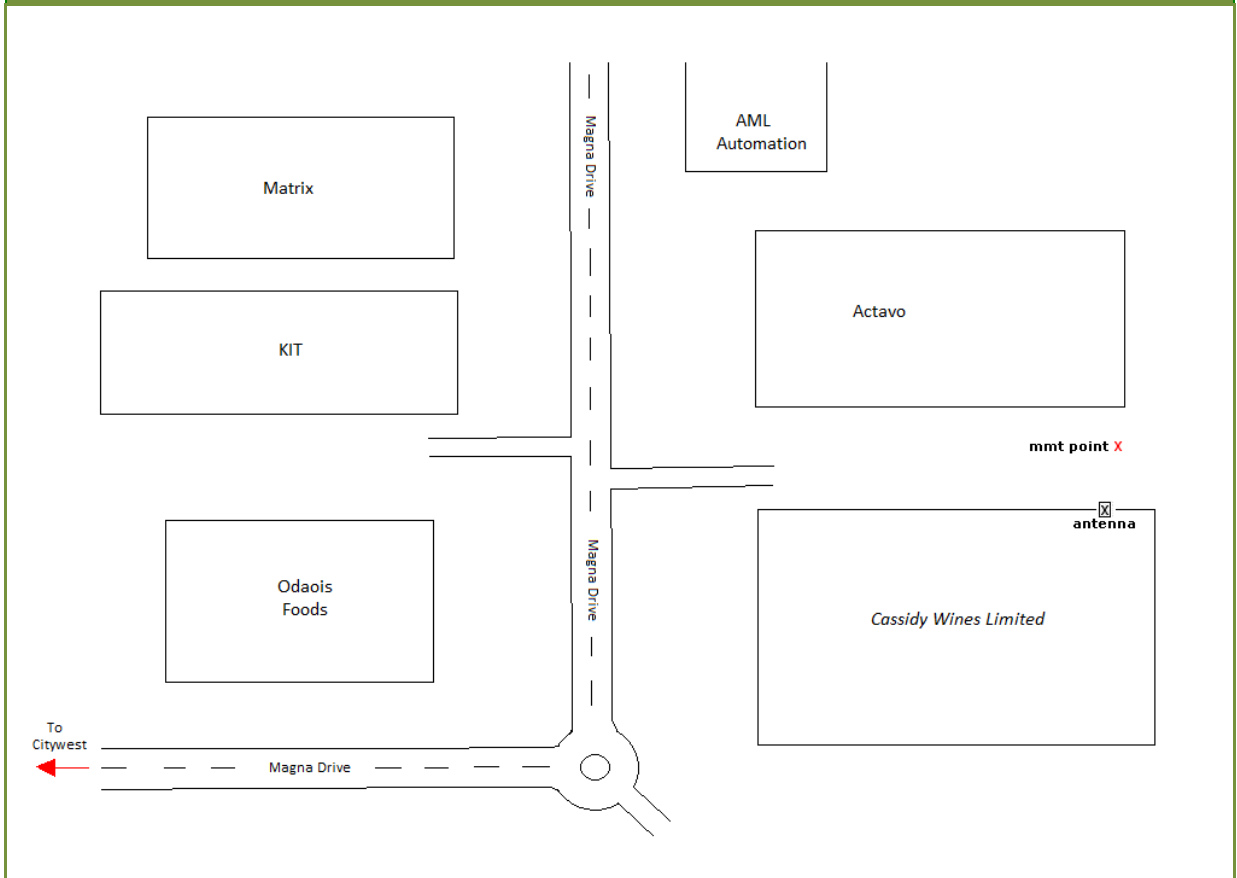 AML
Automation
Magna Drive
Matrix
Actavo
KIT
mmt point X
X
antenna
Magna Drive
Odaois
Foods
Cassidy Wines Limited
To
Citywest
Magna Drive